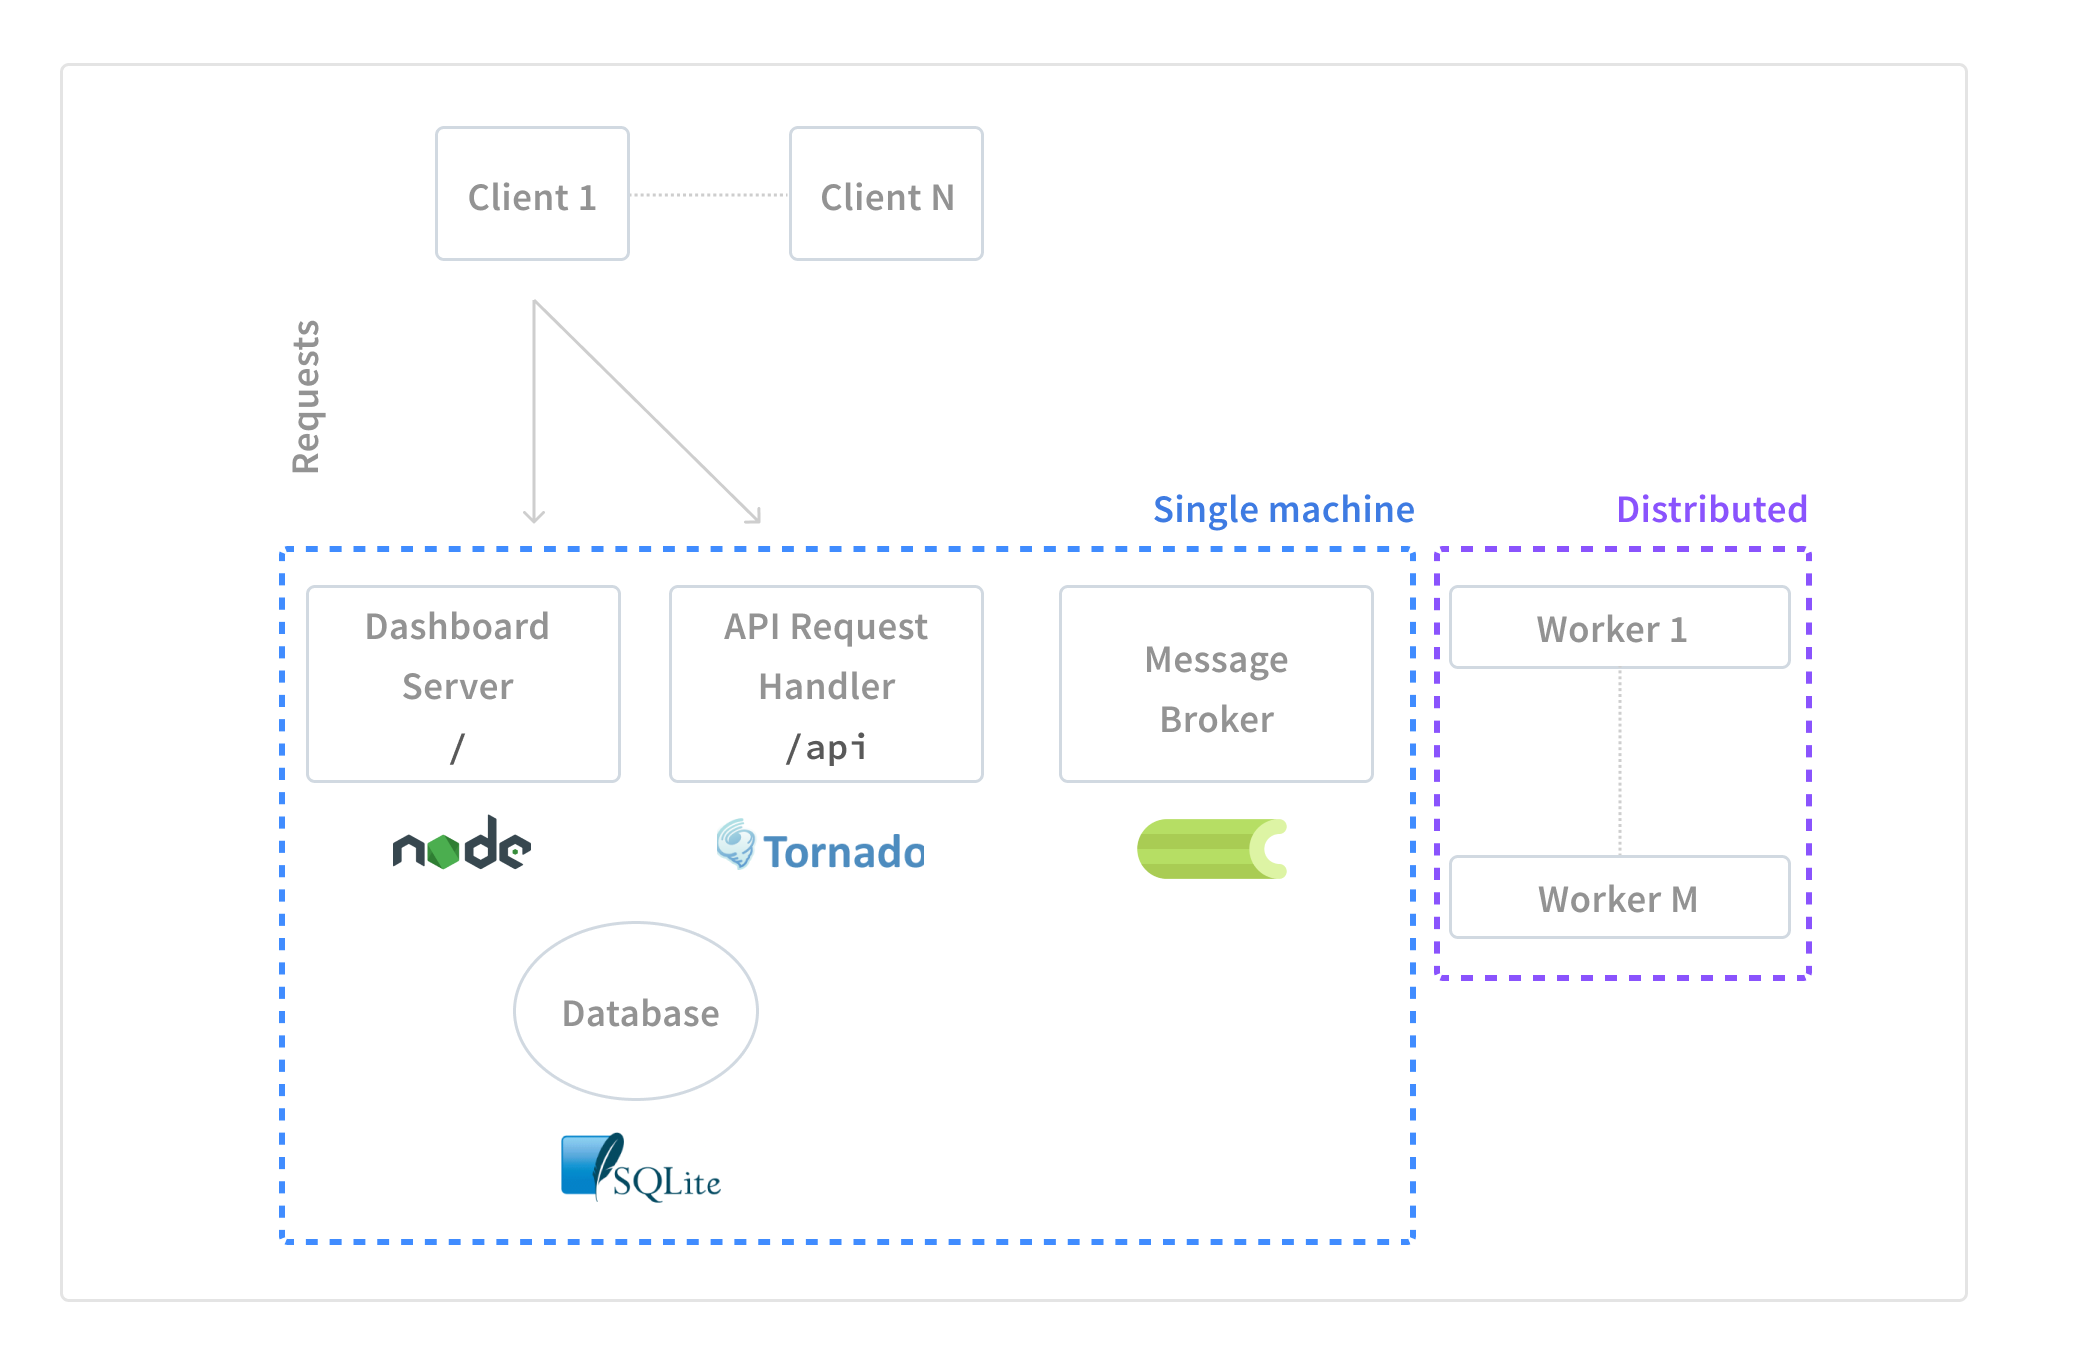 Client 1
Client N
Requests
Single machine
Distributed
Dashboard
Server
/
API Request
Handler
/api
Message
Broker
Worker 1
node
Tornado
Worker M
Database
SQLite